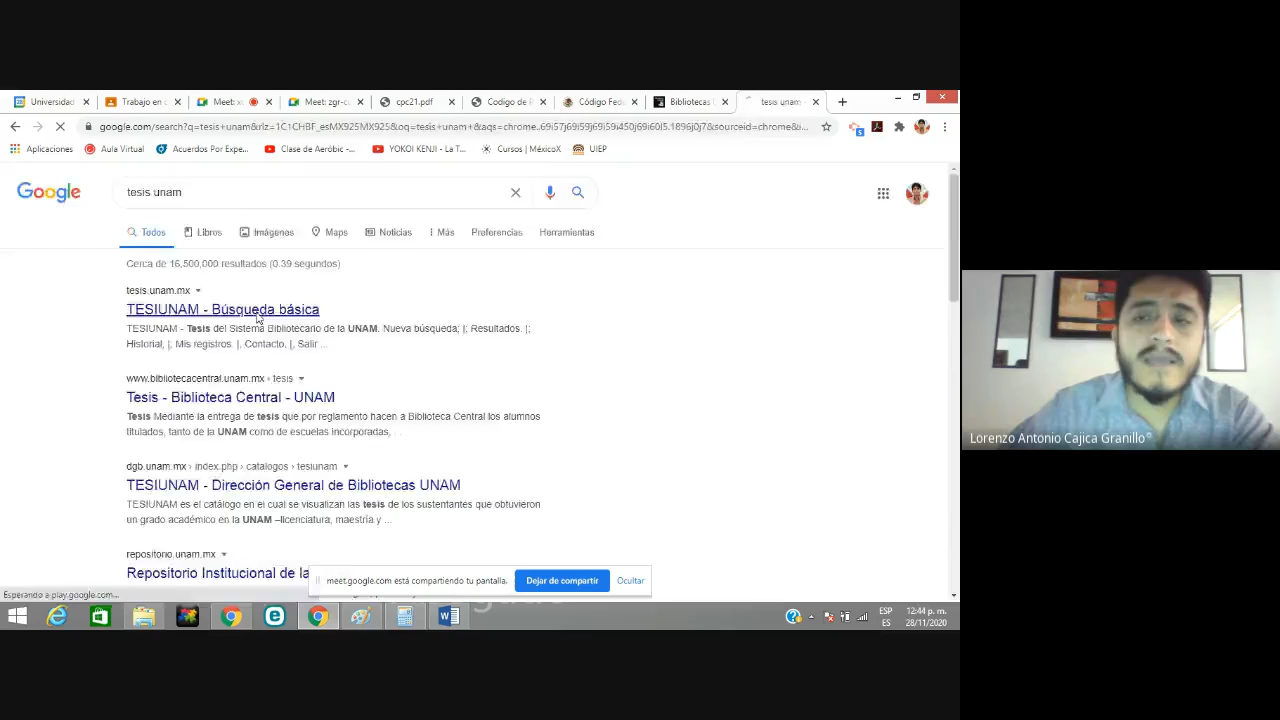 Universidad
Trabajo en c
Meet: x
Meet: zgr-c
cpc21.pdf
Codigo de
Código Fede
Bibliotecas
tesis unam
google.com/search?q=tesis+unam&rlz=1C1CHBF_esMX925MX925&oq=tesis+unam+&aqs=chrome..69i57j69i59j69i59i450j69i60l5.1896j0j7&sourceid=chrome&i...
Aplicaciones
Aula Virtual
Acuerdos Por Expe...
Clase de Aeróbic -...
YOKOI KENJI - La T...
Cursos | MéxicoX
UIEP
Google
tesis unam
Todos
Libros
Imágenes
Maps
Noticias
Más
Preferencias
Herramientas
Cerca de 16,500,000 resultados (0.39 segundos)
tesis.unam.mx
TESIUNAM - Búsqueda básica
TESIUNAM - Tesis del Sistema Bibliotecario de la UNAM. Nueva búsqueda; |; Resultados. |;
Historial, |; Mis registros. |, Contacto. |, Salir ...
www.bibliotecacentral.unam.mx › tesis
Tesis - Biblioteca Central - UNAM
Tesis Mediante la entrega de tesis que por reglamento hacen a Biblioteca Central los alumnos
titulados, tanto de la UNAM como de escuelas incorporadas,
dgb.unam.mx › index.php › catalogos › tesiunam
TESIUNAM - Dirección General de Bibliotecas UNAM
TESIUNAM es el catálogo en el cuál se visualizan las tesis de los sustentantes que obtuvieron
un grado académico en la UNAM –licenciatura, maestría y ...
repositorio.unam.mx
Repositorio Institucional de la
meet.google.com está compartiendo tu pantalla.
Dejar de compartir
Ocultar
Esperando a play.google.com...
ESP
ES
12:44 p. m.
28/11/2020
Lorenzo Antonio Cajica Granillo